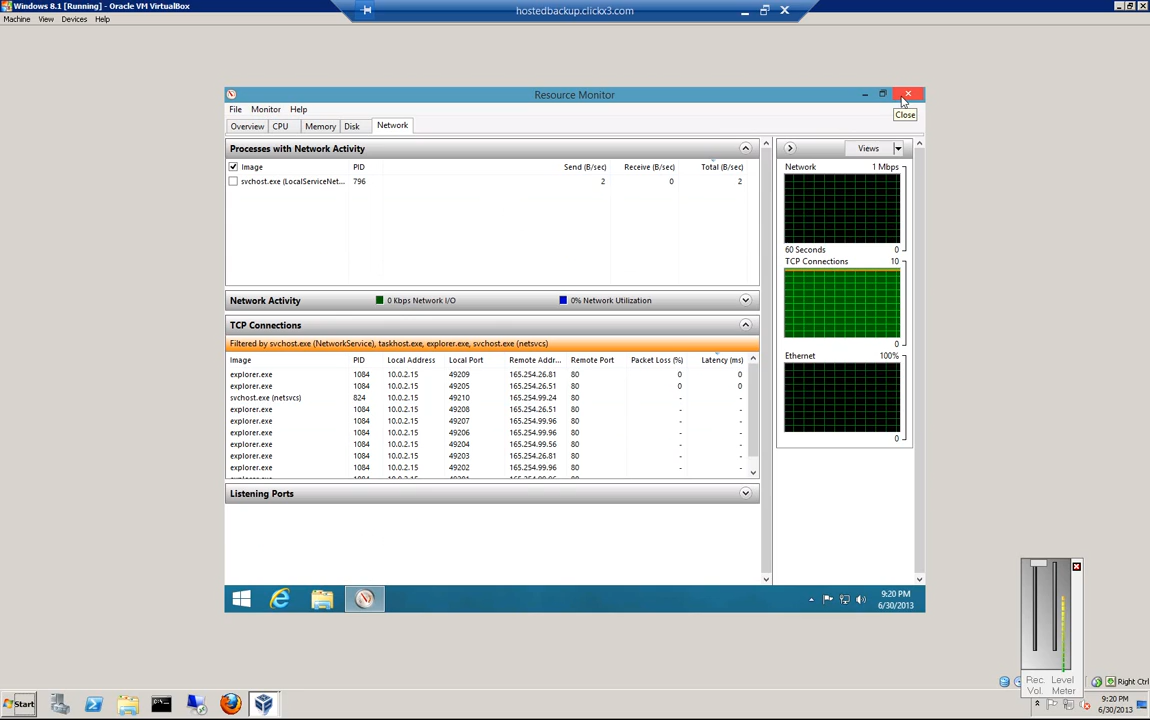 Windows 8.1 [Running] - Oracle VM VirtualBox
hostedbackup.clickx3.com
Machine View Devices Help
Resource Monitor
File Monitor Help
Close
Overview CPU Memory Disk Network
Processes with Network Activity
Image PID Send (B/sec) Receive (B/sec) Total (B/sec)
svchost.exe (LocalServiceNet... 796 2 0 2
Network Activity 0 Kbps Network I/O 0% Network Utilization
TCP Connections
Filtered by svchost.exe (NetworkService), taskhost.exe, explorer.exe, svchost.exe (netsvcs)
Image PID Local Address Local Port Remote Addr... Remote Port Packet Loss (%) Latency (ms)
explorer.exe 1084 10.0.2.15 49209 165.254.26.81 80 0 0
explorer.exe 1084 10.0.2.15 49205 165.254.26.51 80 0 0
svchost.exe (netsvcs) 824 10.0.2.15 49210 165.254.99.24 80 - -
explorer.exe 1084 10.0.2.15 49208 165.254.26.51 80 - -
explorer.exe 1084 10.0.2.15 49207 165.254.99.96 80 - -
explorer.exe 1084 10.0.2.15 49206 165.254.99.96 80 - -
explorer.exe 1084 10.0.2.15 49204 165.254.99.56 80 - -
explorer.exe 1084 10.0.2.15 49203 165.254.26.81 80 - -
explorer.exe 1084 10.0.2.15 49202 165.254.99.96 80 - -
Listening Ports
Views
Network 1 Mbps
60 Seconds 0
TCP Connections 10
0
Ethernet 100%
0
9:20 PM
6/30/2013
Rec. Level
Vol. Meter
Right Ctrl
Start
9:20 PM
6/30/2013